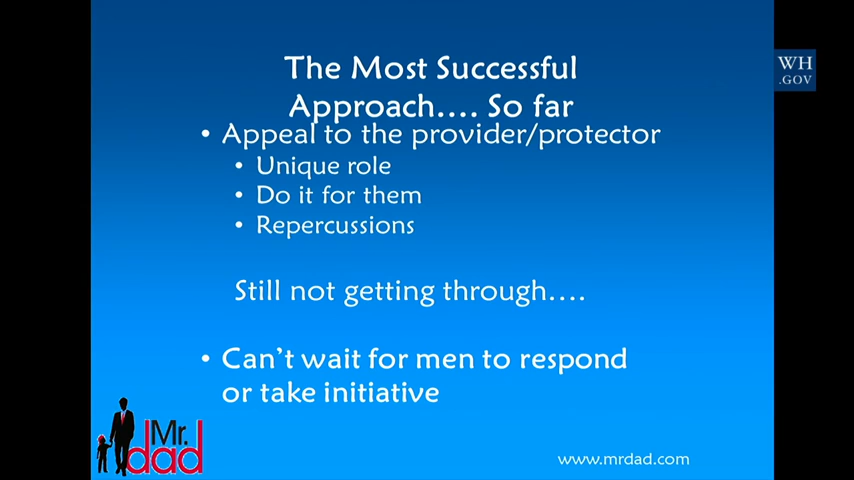 WH
.GOV
The Most Successful
Approach.... So far
• Appeal to the provider/protector
• Unique role
• Do it for them
• Repercussions
Still not getting through....
• Can't wait for men to respond
or take initiative
Mr.
dad
www.mrdad.com